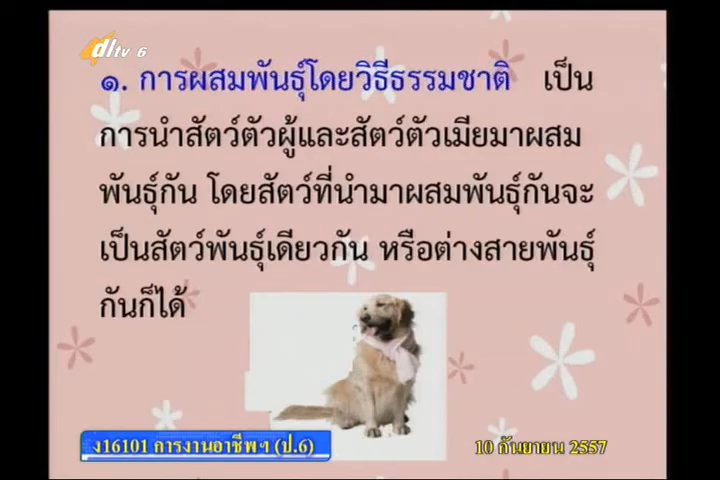 dltv 6
๑. การผสมพันธุ์โดยวิธีธรรมชาติ เป็น
การนำสัตว์ตัวผู้และสัตว์ตัวเมียมาผสม
พันธุ์กัน โดยสัตว์ที่นำมาผสมพันธุ์กันจะ
เป็นสัตว์พันธุ์เดียวกัน หรือต่างสายพันธุ์
กันก็ได้
ง16101 การงานอาชีพฯ (ป.6)
10 กันยายน 2557